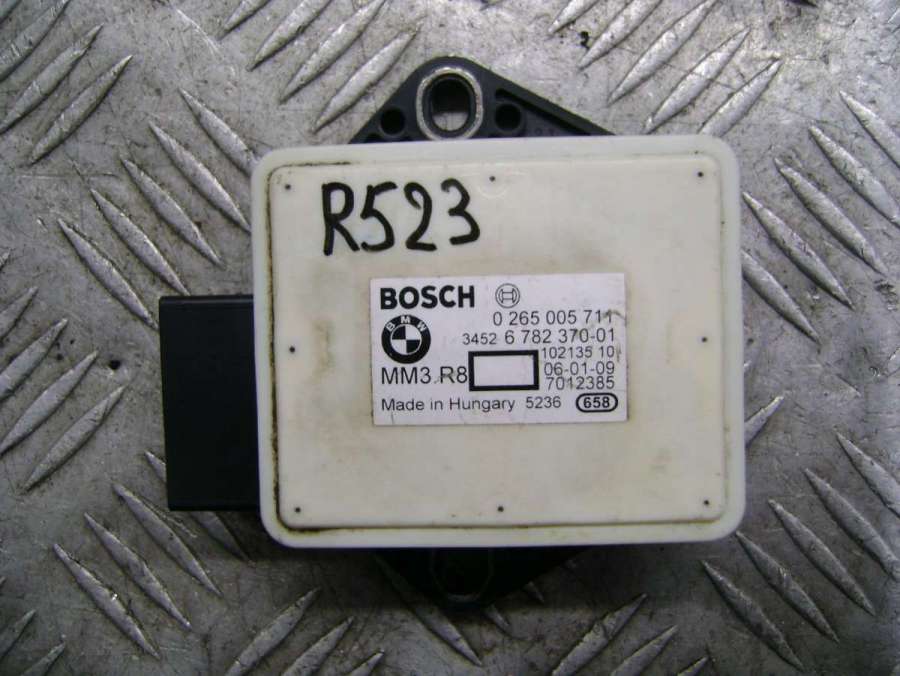 R523
BOSCH
0 265 005 711
BMW
3452 6 782 370-01
102135 10
MM3 R8
06-01-09
7012385
Made in Hungary 5236 658